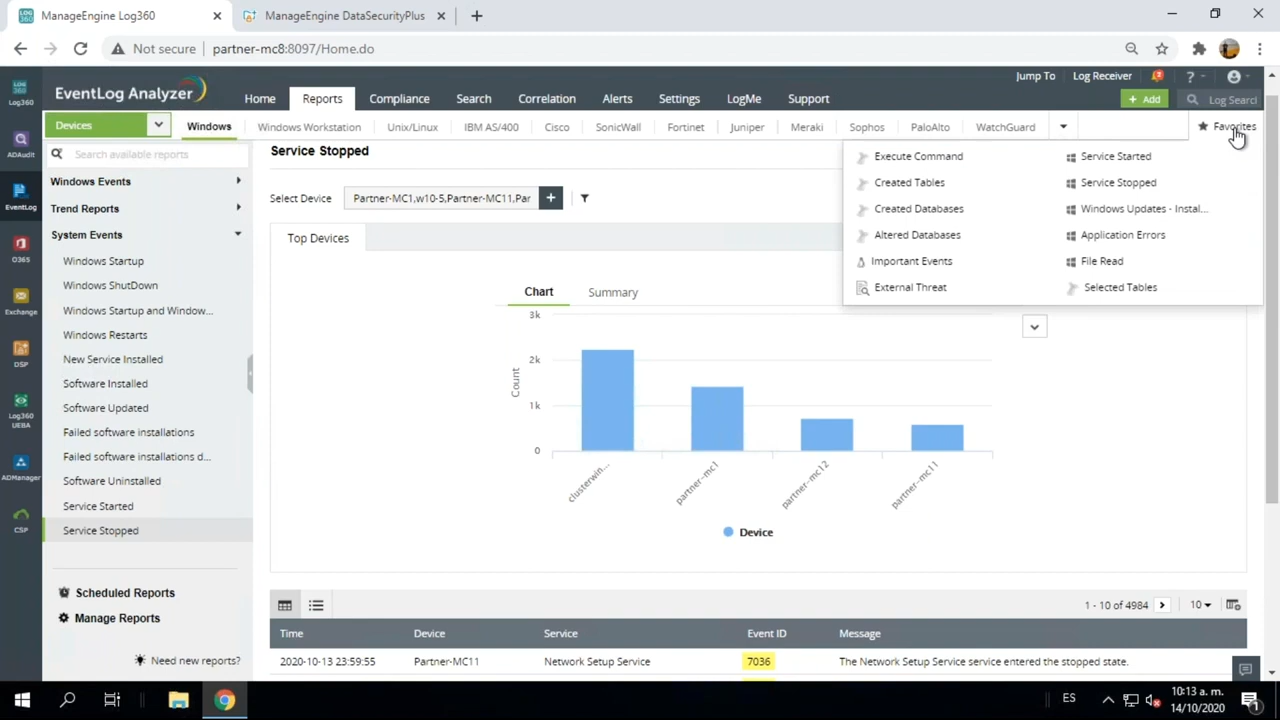 ManageEngine Log360
ManageEngine DataSecurityPlus
Not secure
partner-mc8:8097/Home.do
LOG 360
Log360
ADAudit
EventLog
O365
Exchange
DSP
Log360 UEBA
ADManager
CSP
EventLog Analyzer
Jump To
Log Receiver
?
Home
Reports
Compliance
Search
Correlation
Alerts
Settings
LogMe
Support
+ Add
Log Search
Devices
Windows
Windows Workstation
Unix/Linux
IBM AS/400
Cisco
SonicWall
Fortinet
Juniper
Meraki
Sophos
PaloAlto
WatchGuard
Favorites
Search available reports
Windows Events
Trend Reports
System Events
Windows Startup
Windows ShutDown
Windows Startup and Window...
Windows Restarts
New Service Installed
Software Installed
Software Updated
Failed software installations
Failed software installations d...
Software Uninstalled
Service Started
Service Stopped
Scheduled Reports
Manage Reports
Need new reports?
Service Stopped
Select Device
Partner-MC1,w10-5,Partner-MC11,Par
+
Execute Command
Created Tables
Created Databases
Altered Databases
Important Events
External Threat
Service Started
Service Stopped
Windows Updates - Instal...
Application Errors
File Read
Selected Tables
Top Devices
Chart
Summary
3k
2k
1k
0
Count
clusterwin...
partner-mc1
partner-mc12
partner-mc11
Device
1 - 10 of 4984
10
Time
Device
Service
Event ID
Message
2020-10-13 23:59:55
Partner-MC11
Network Setup Service
7036
The Network Setup Service service entered the stopped state.
ES
10:13 a. m.
14/10/2020
1